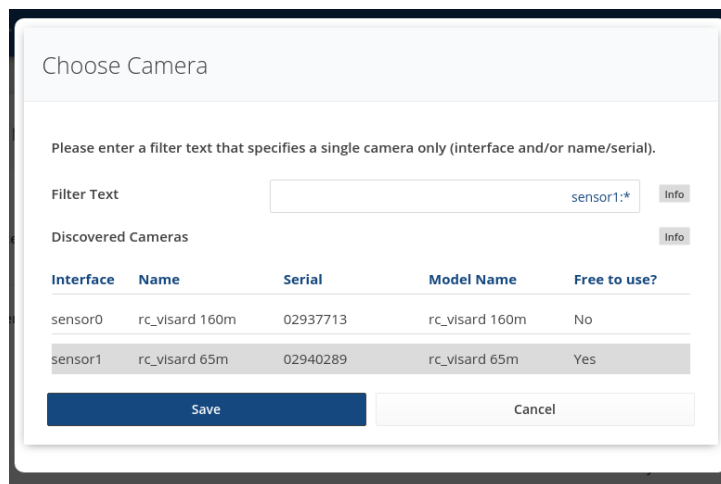 Choose Camera
Please enter a filter text that specifies a single camera only (interface and/or name/serial).
Filter Text sensor1:* Info
Discovered Cameras Info
Interface Name Serial Model Name Free to use?
sensor0 rc_visard 160m 02937713 rc_visard 160m No
sensor1 rc_visard 65m 02940289 rc_visard 65m Yes
Save Cancel